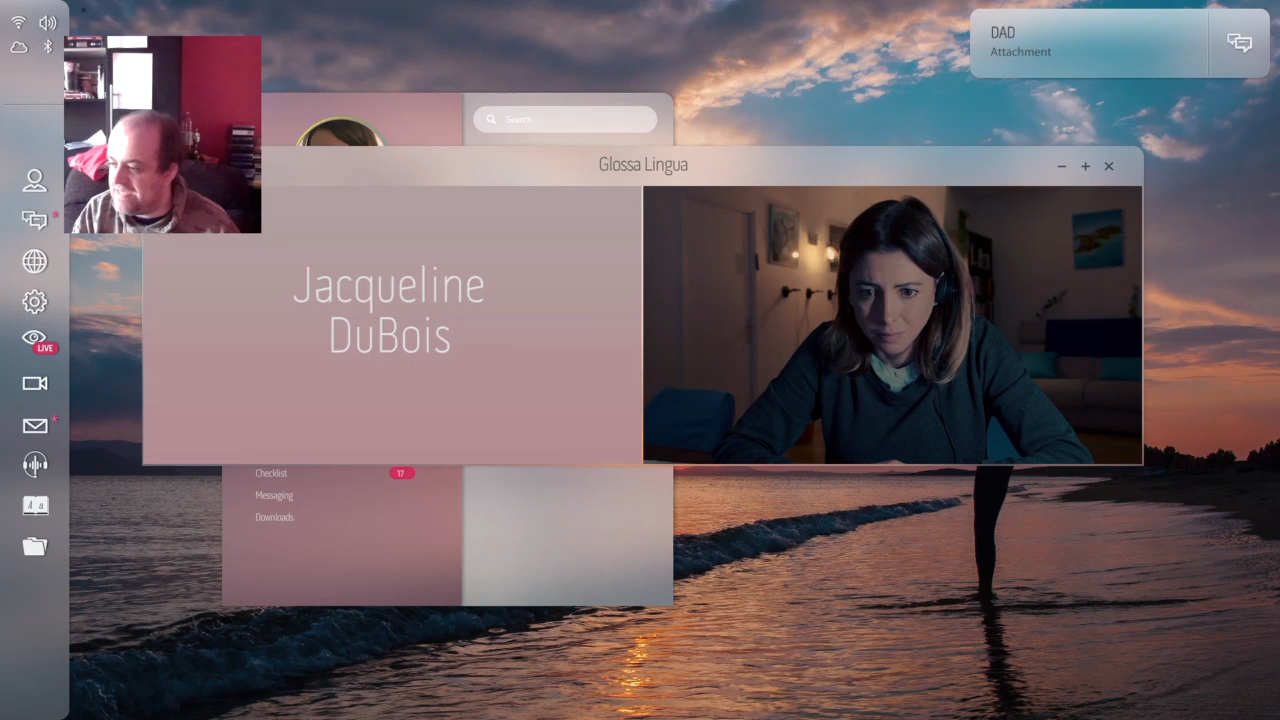 DAD
Attachment
Search
Glossa Lingua
Jacqueline
DuBois
LIVE
Checklist 17
Messaging
Downloads
A a